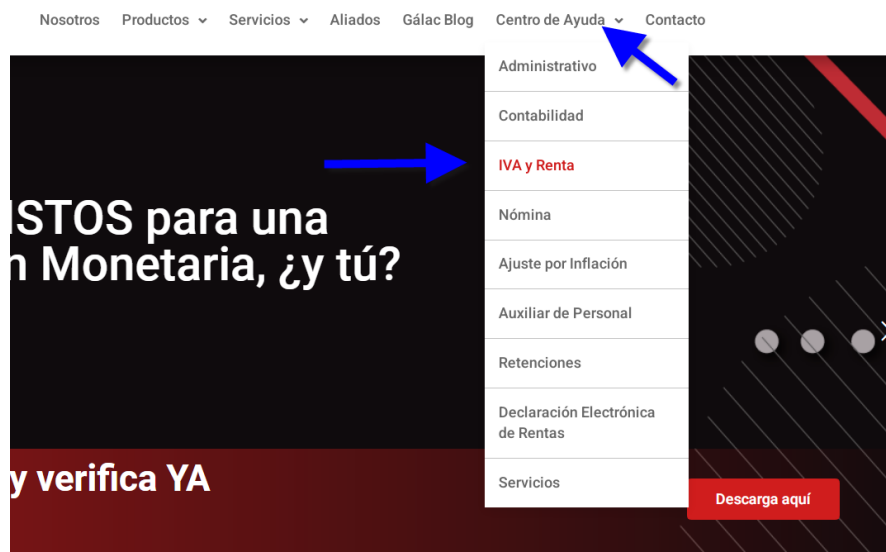 Nosotros Productos Servicios Aliados Gálac Blog Centro de Ayuda Contacto
Administrativo
Contabilidad
IVA y Renta
Nómina
Ajuste por Inflación
Auxiliar de Personal
Retenciones
Declaración Electrónica
de Rentas
Servicios
ISTOS para una
n Monetaria, ¿y tú?
y verifica YA
Descarga aquí